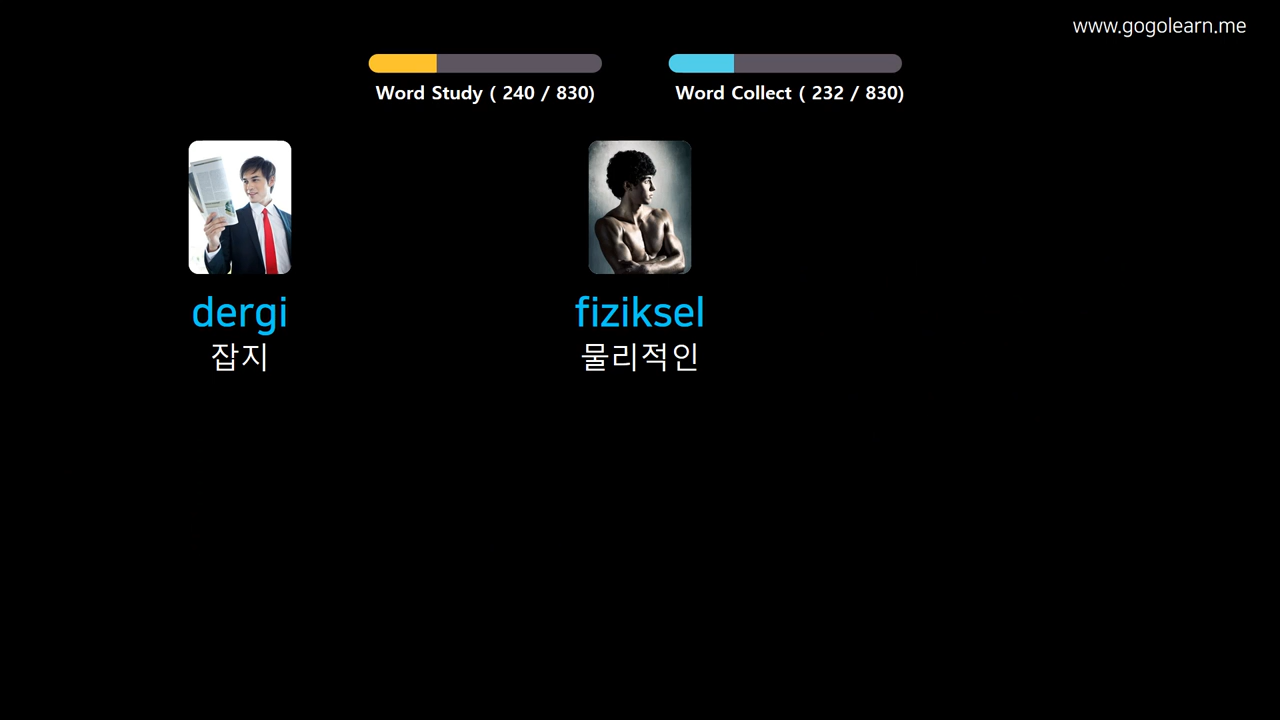 www.gogolearn.me
Word Study ( 240 / 830)
Word Collect ( 232 / 830)
dergi
잡지
fiziksel
물리적인